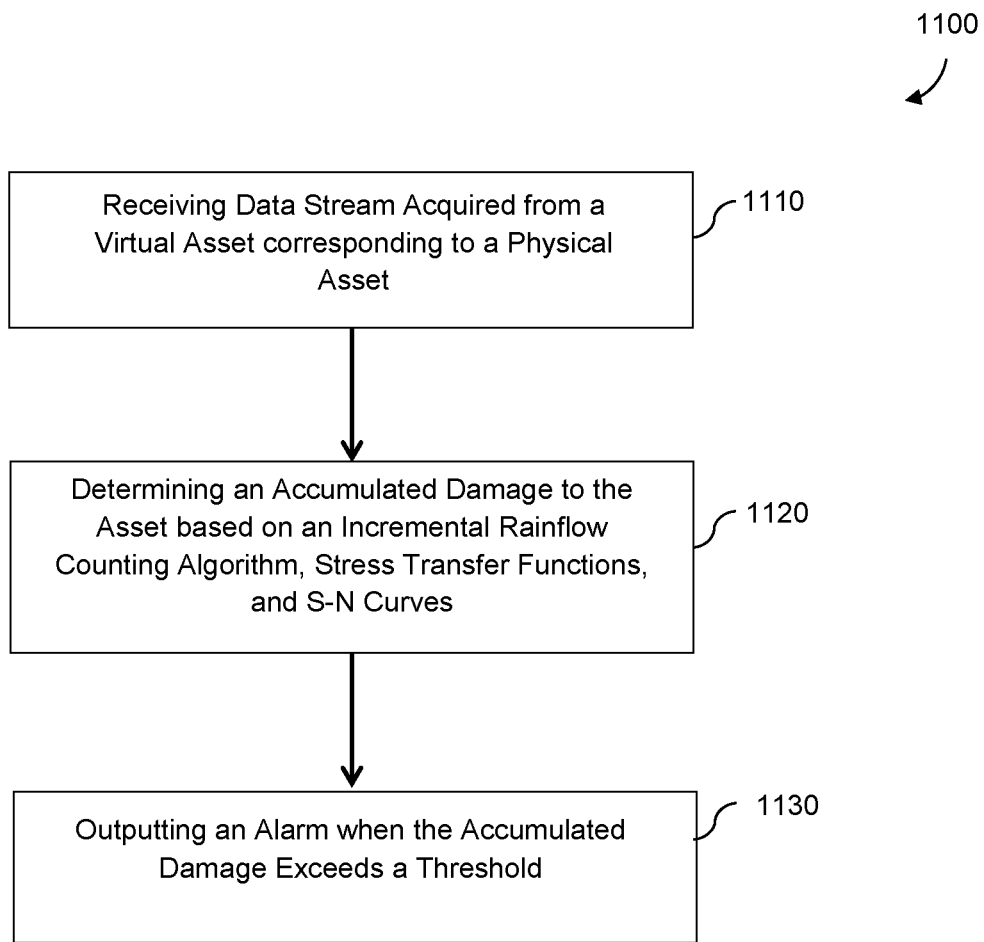 1100
Receiving Data Stream Acquired from a
Virtual Asset corresponding to a Physical
Asset
1110
Determining an Accumulated Damage to the
Asset based on an Incremental Rainflow
Counting Algorithm, Stress Transfer Functions,
and S-N Curves
1120
Outputting an Alarm when the Accumulated
Damage Exceeds a Threshold
1130